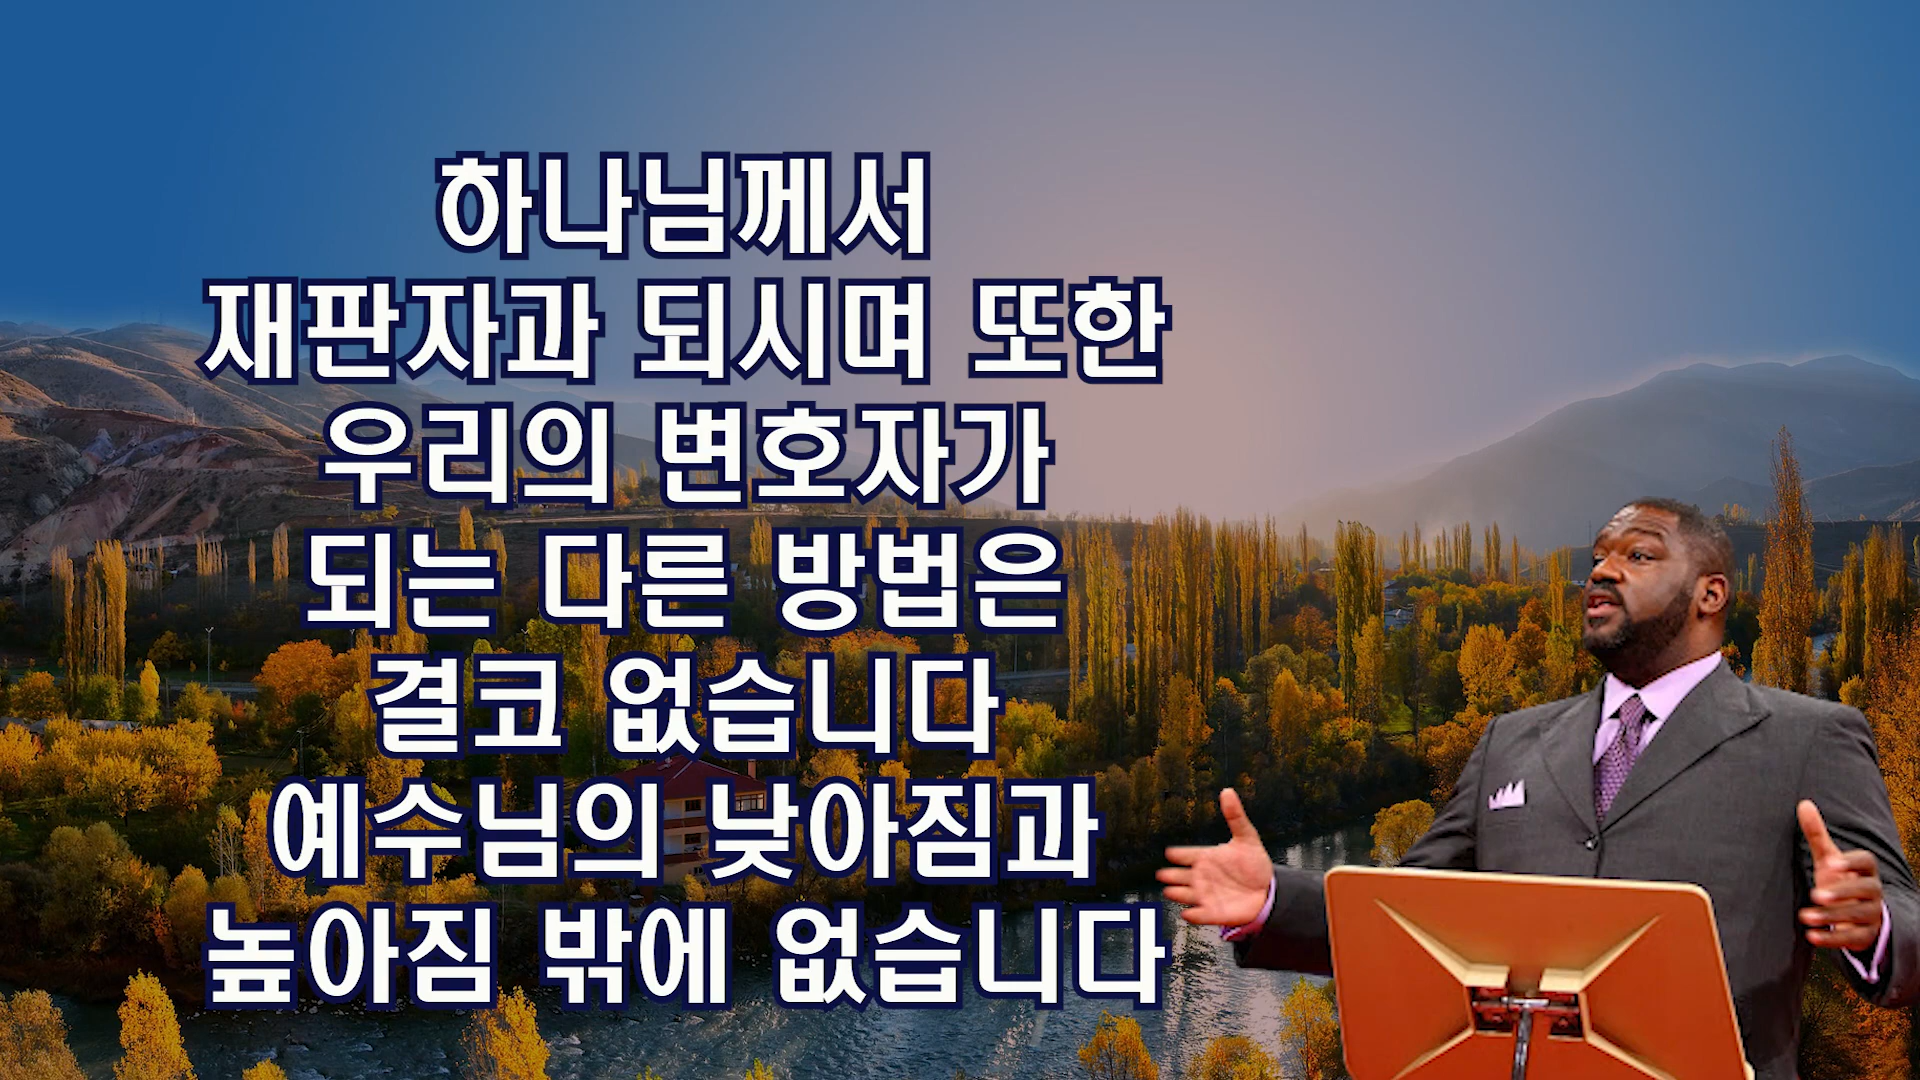 하나님께서
재판자과 되시며 또한
우리의 변호자가
되는 다른 방법은
결코 없습니다
예수님의 낮아짐과
높아짐 밖에 없습니다